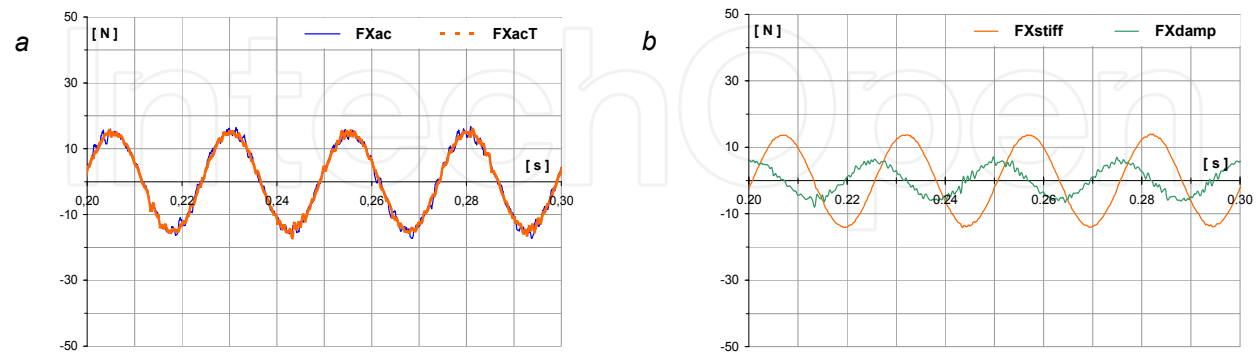 a
[ N ]
FXac
FXacT
50
30
10
-10
-30
-50
[ s ]
0,20
0,22
0,24
0,26
0,28
0,30
b
[ N ]
FXstiff
FXdamp
50
30
10
-10
-30
-50
[ s ]
0.20
0.22
0.24
0.26
0.28
0.30
IntechOpen